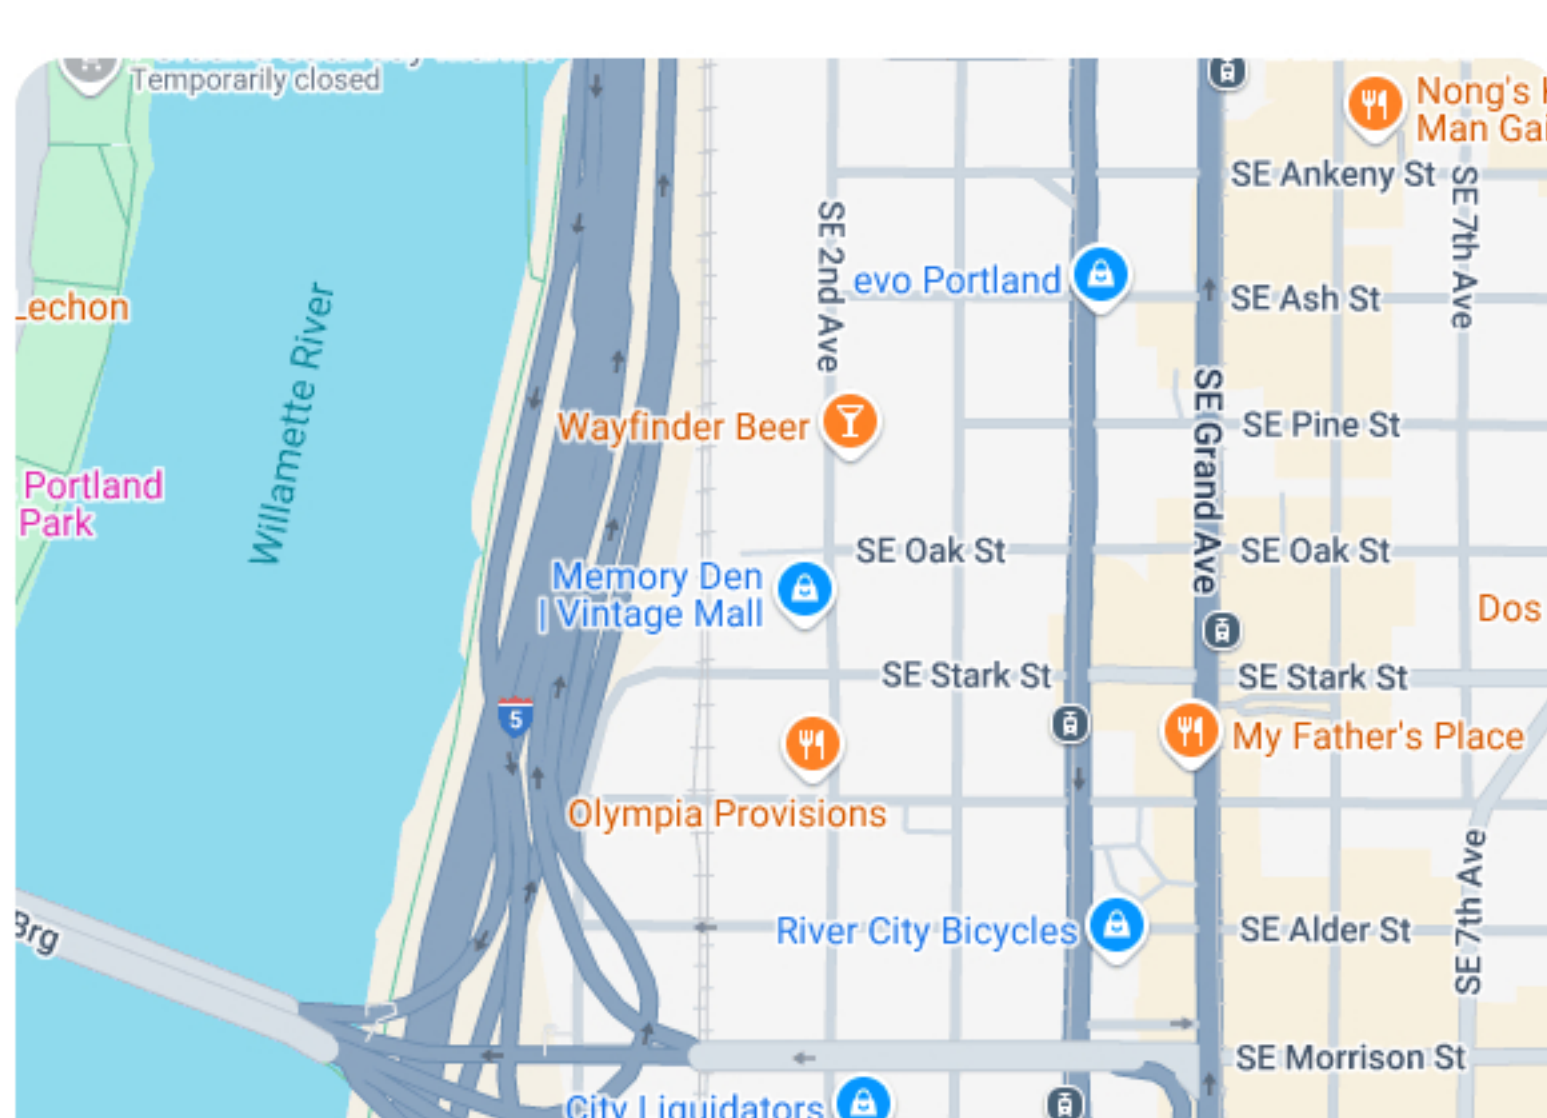 Temporarily closed
Nong's
Man Gai
SE Ankeny St
SE 7th Ave
SE 2nd Ave
evo Portland
SE Ash St
Lechon
Willamette River
SE Grand Ave
Wayfinder Beer
SE Pine St
Portland
Park
SE Oak St
SE Oak St
Memory Den
| Vintage Mall
Dos
SE Stark St
SE Stark St
5
My Father's Place
Olympia Provisions
SE 7th Ave
Brg
River City Bicycles
SE Alder St
SE Morrison St
City Liquidators